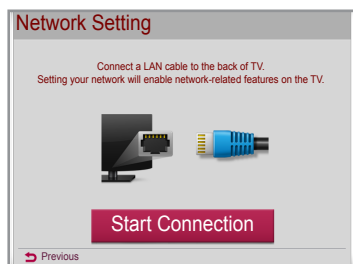 Network Setting
Connect a LAN cable to the back of TV.
Setting your network will enable network-related features on the TV.
Start Connection
Previous